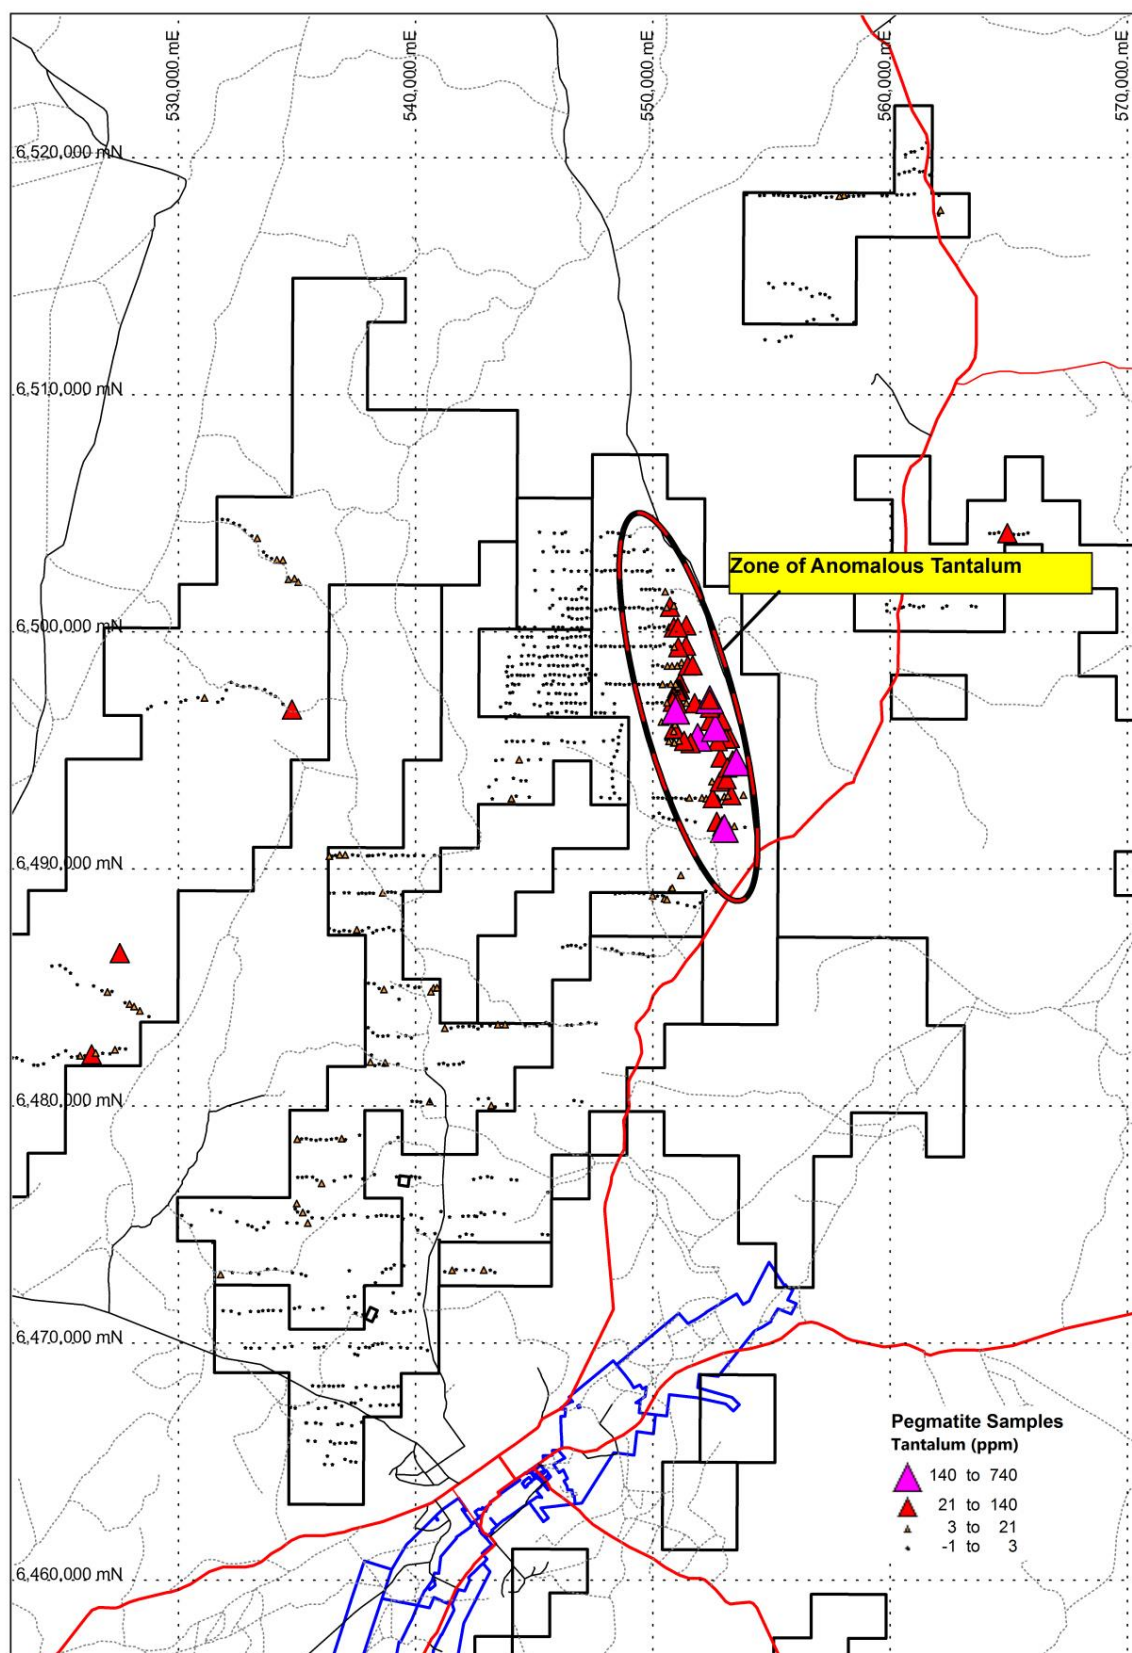 530,000 mE
540,000 mE
550,000 mE
560,000 mE
570,000 mE
6,520,000 mN
6,510,000 mN
Zone of Anomalous Tantalum
6,500,000 mN
6,490,000 mN
6,480,000 mN
6,470,000 mN
6,460,000 mN
Pegmatite Samples
Tantalum (ppm)
140 to 740
21 to 140
3 to 21
-1 to 3